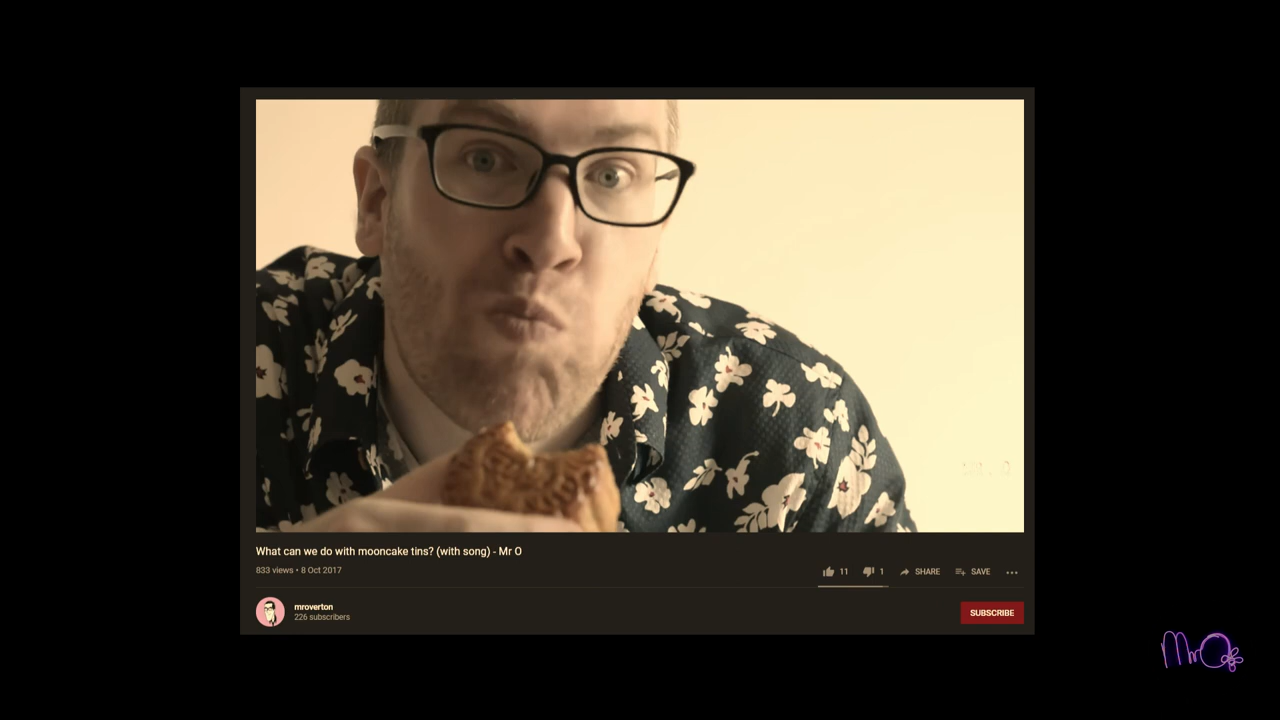 What can we do with mooncake tins? (with song) - Mr O
833 views • 8 Oct 2017
11
1
SHARE
SAVE
mroverton
226 subscribers
SUBSCRIBE
MrO